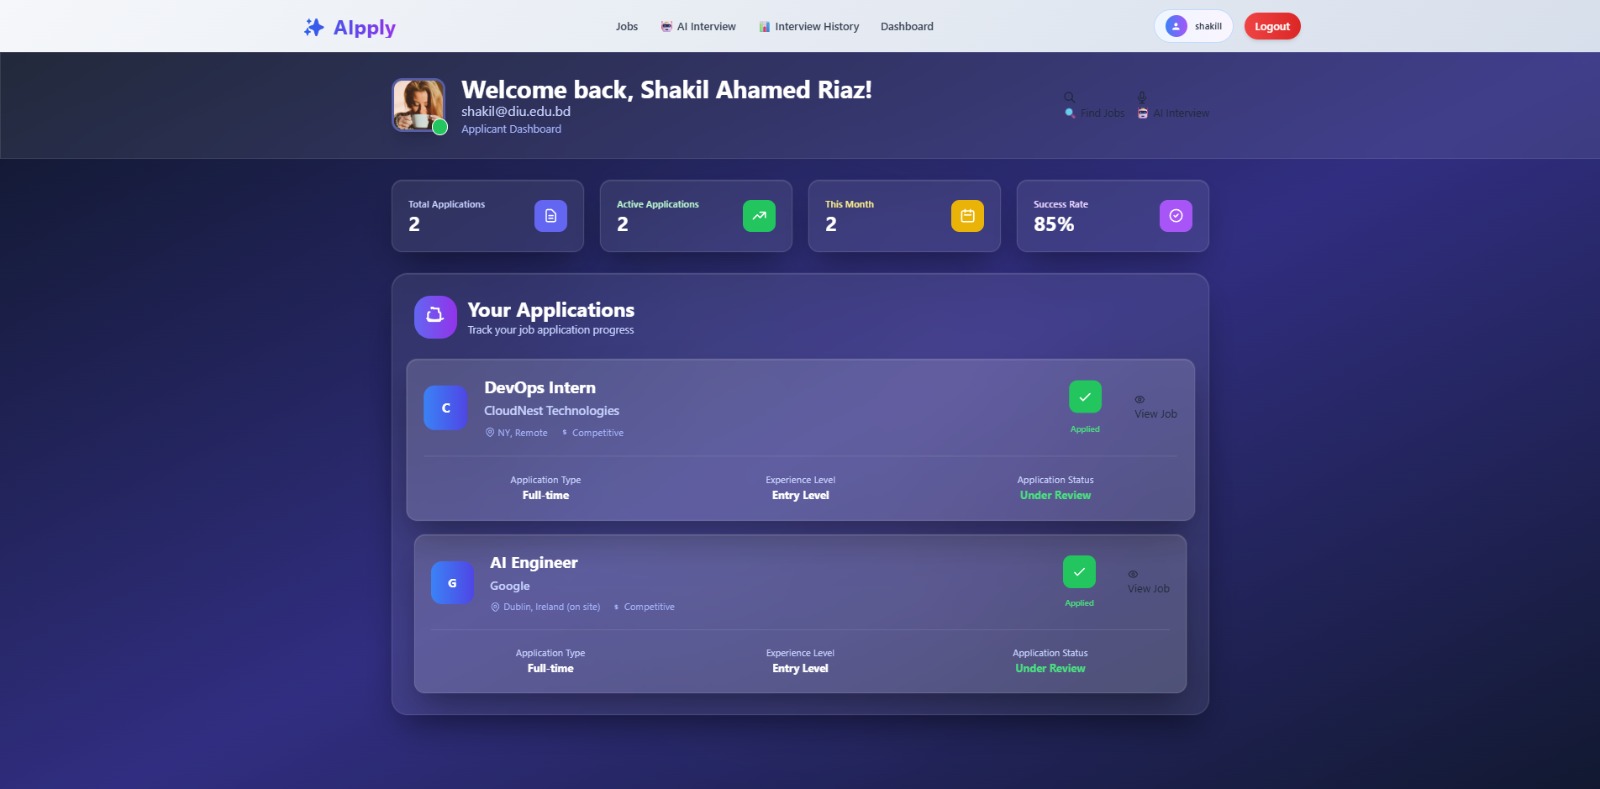 AIpply
Jobs
AI Interview
Interview History
Dashboard
shakill
Logout
Welcome back, Shakil Ahamed Riaz!
shakil@diu.edu.bd
Applicant Dashboard
Find Jobs
AI Interview
Total Applications
2
Active Applications
2
This Month
2
Success Rate
85%
Your Applications
Track your job application progress
C
DevOps Intern
CloudNest Technologies
NY, Remote
$ Competitive
Applied
View Job
Application Type
Full-time
Experience Level
Entry Level
Application Status
Under Review
G
AI Engineer
Google
Dublin, Ireland (on site)
$ Competitive
Applied
View Job
Application Type
Full-time
Experience Level
Entry Level
Application Status
Under Review